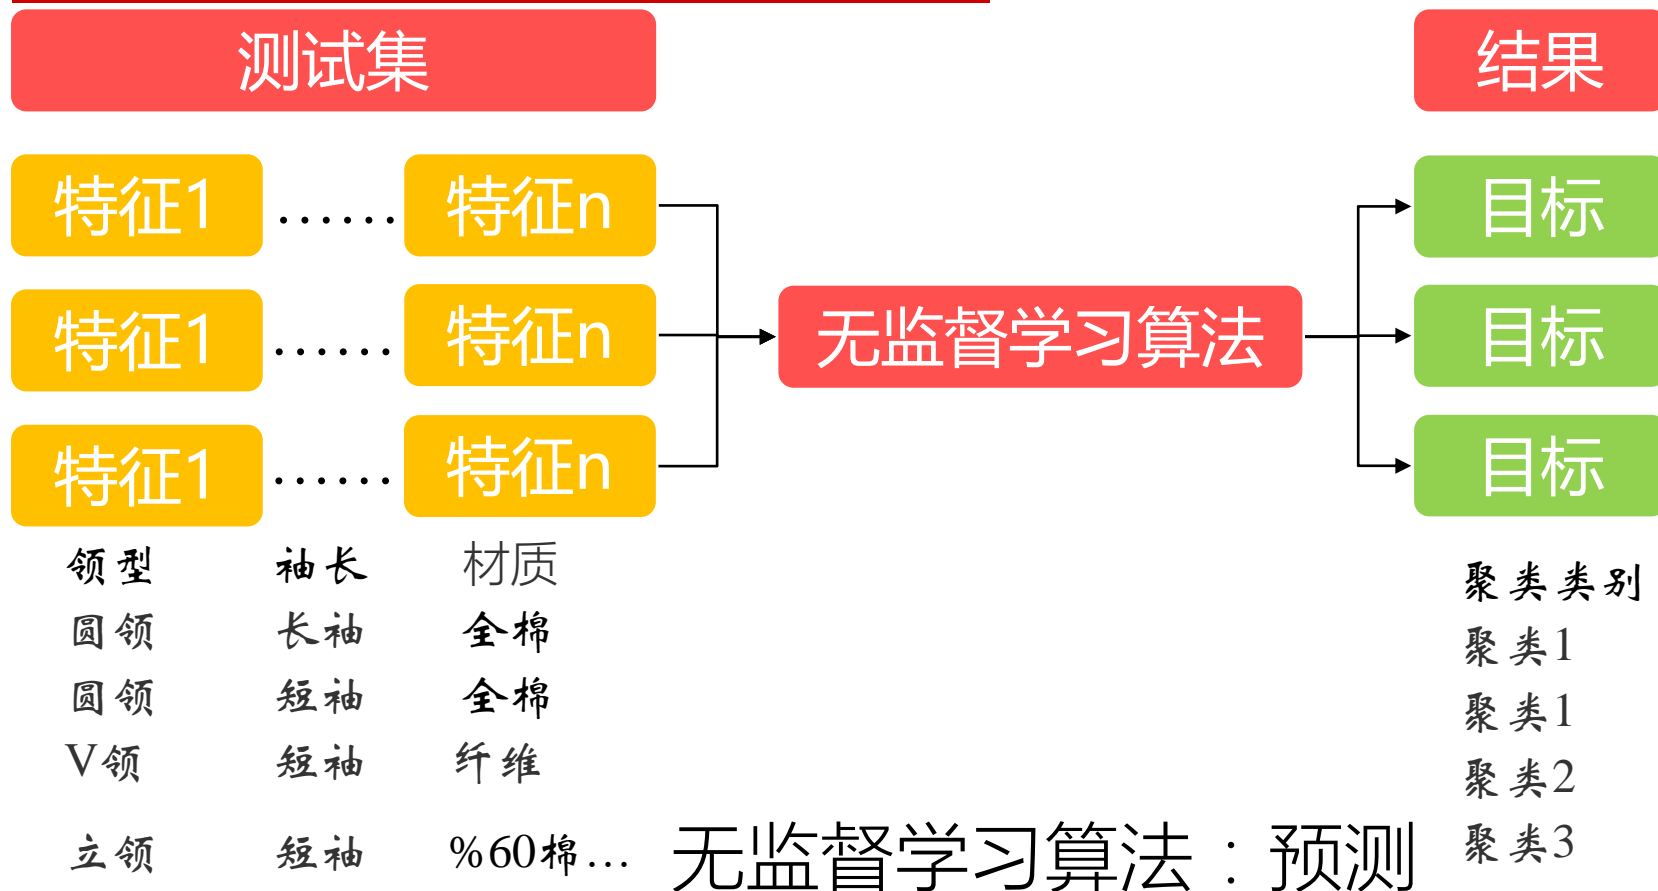 测试集 结果
特征1 ...... 特征n 目标
特征1 ...... 特征n 无监督学习算法 目标
特征1 ...... 特征n 目标
领型 袖长 材质 聚类类别
圆领 长袖 全棉 聚类1
圆领 短袖 全棉 聚类1
V领 短袖 纤维 聚类2
立领 短袖 %60棉... 聚类3
无监督学习算法：预测